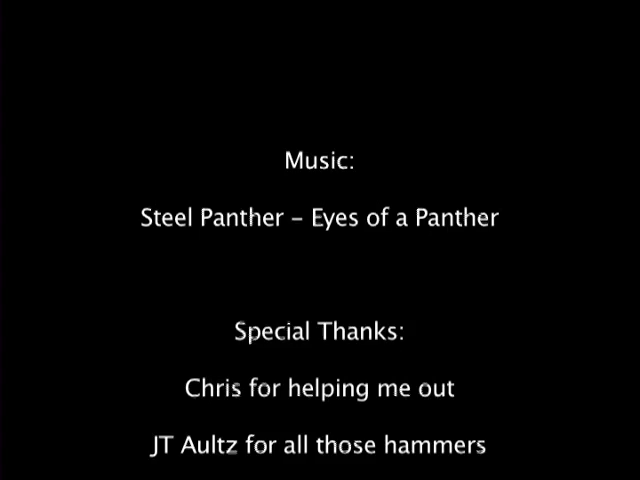 Music:
Steel Panther - Eyes of a Panther
Special Thanks:
Chris for helping me out
JT Aultz for all those hammers